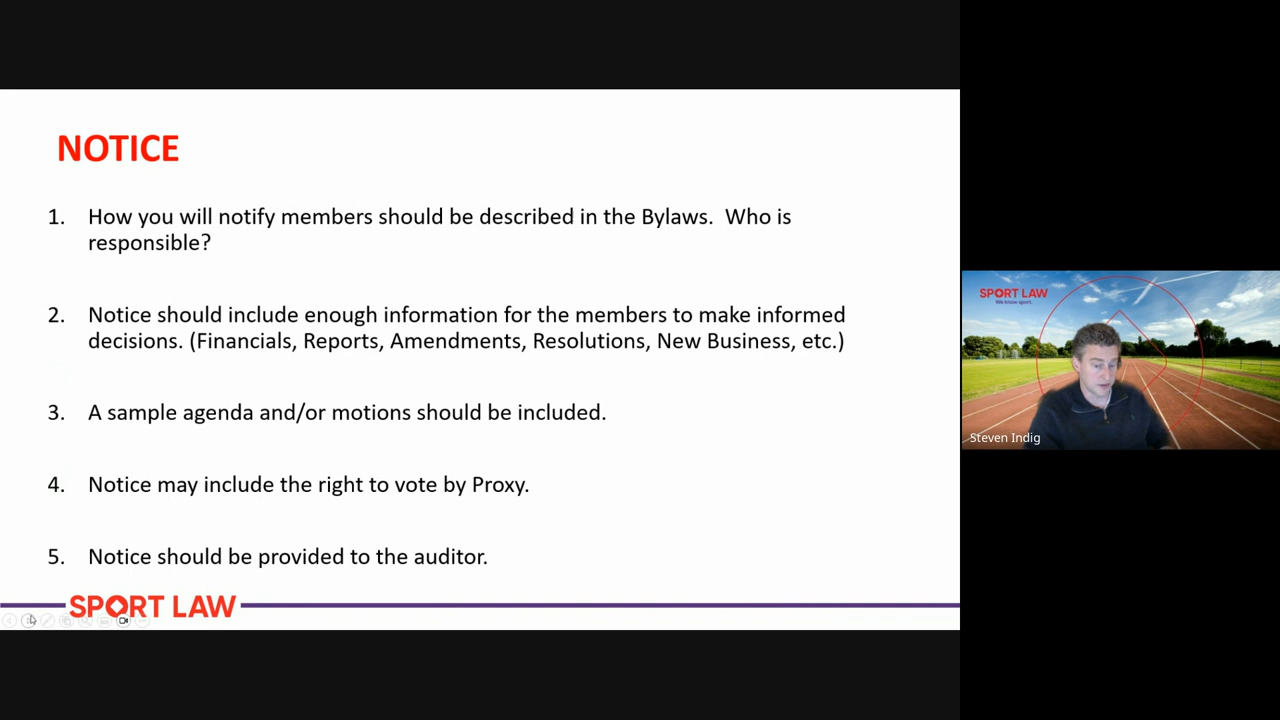 NOTICE
1. How you will notify members should be described in the Bylaws.  Who is
responsible?
2. Notice should include enough information for the members to make informed
decisions. (Financials, Reports, Amendments, Resolutions, New Business, etc.)
3. A sample agenda and/or motions should be included.
4. Notice may include the right to vote by Proxy.
5. Notice should be provided to the auditor.
SPORT LAW
SPORT LAW
We know sport.
Steven Indig